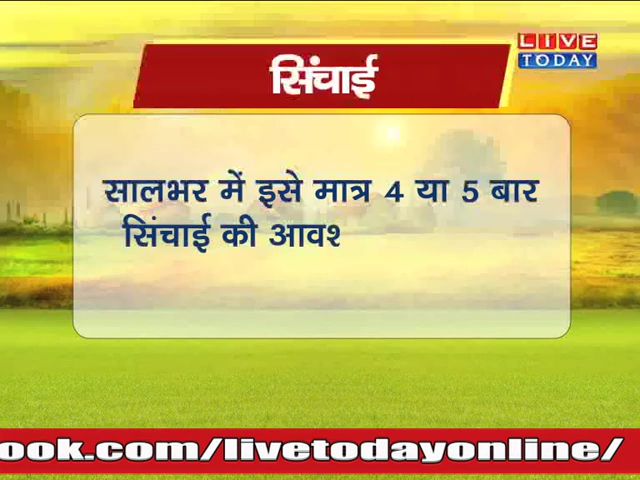 LIVE
TODAY
सिंचाई
सालभर में इसे मात्र 4 या 5 बार
सिंचाई की आवश
ook.com/livetodayonline/